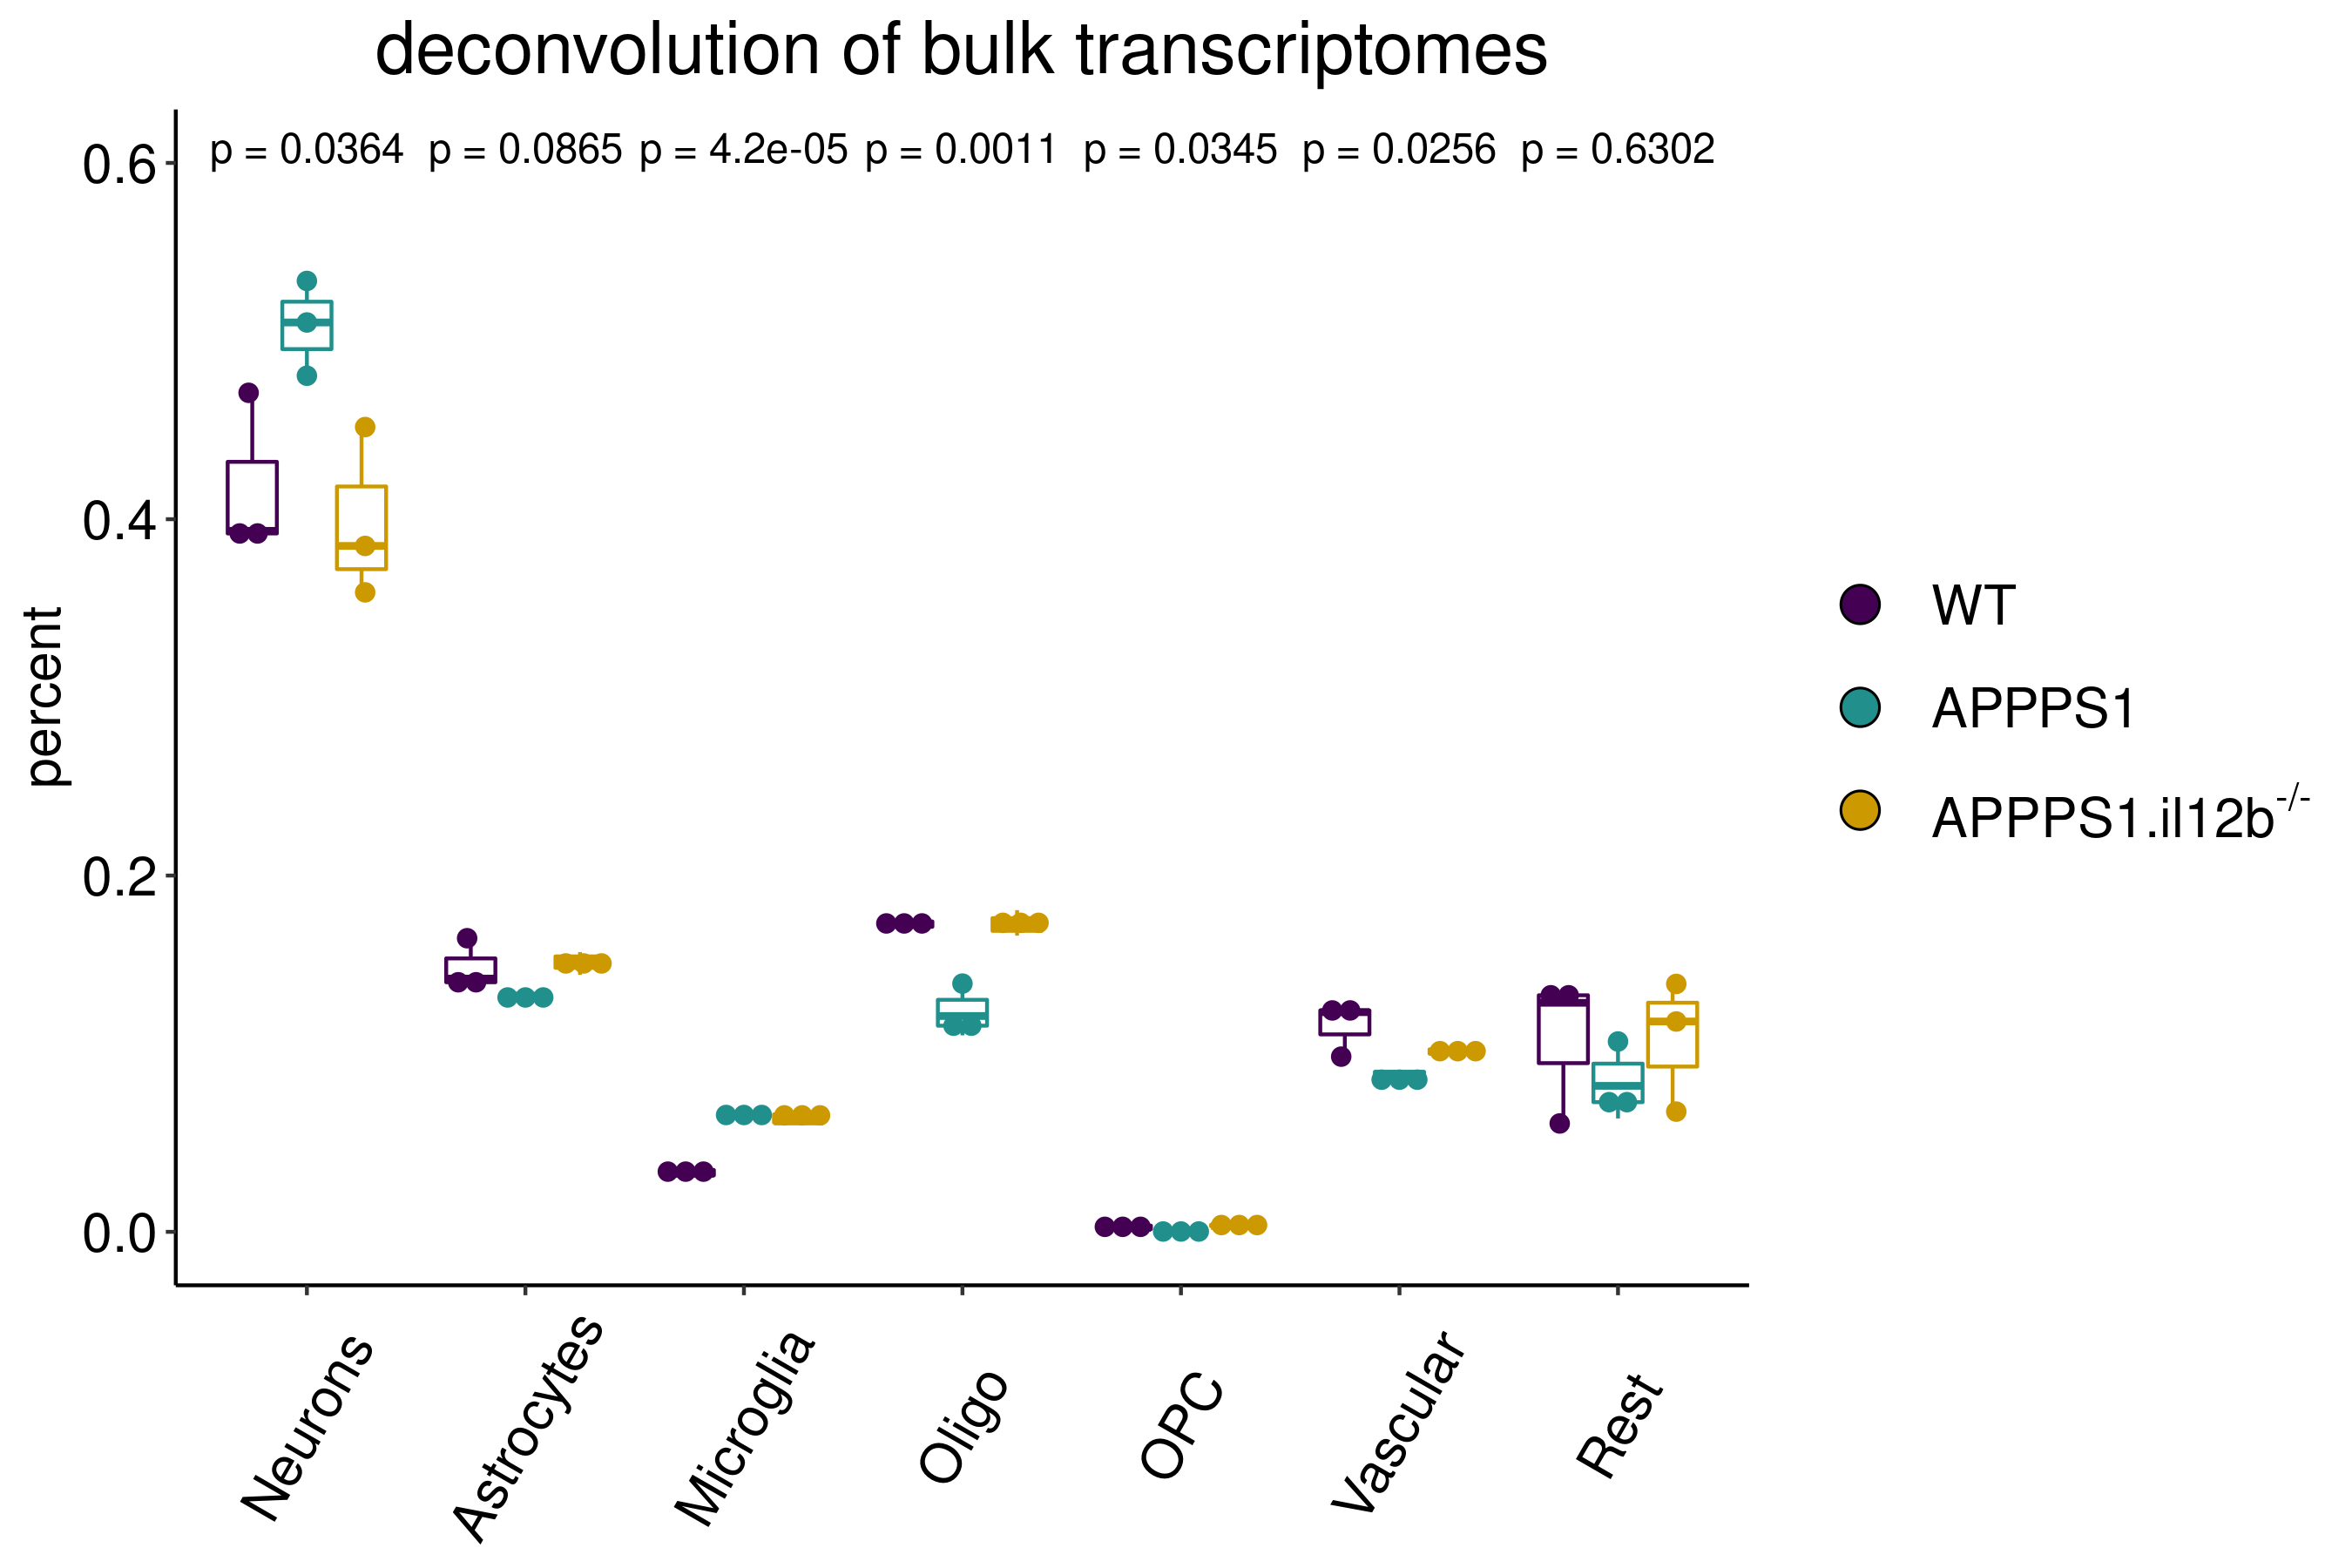 deconvolution of bulk transcriptomes
p = 0.0364 p = 0.0865 p = 4.2e-05 p = 0.0011 p = 0.0345 p = 0.0256 p = 0.6302
0.6
0.4
0.2
0.0
percent
Neurons Astrocytes Microglia Oligo OPC Vascular Rest
WT
APPPS1
APPPS1.il12b-/-